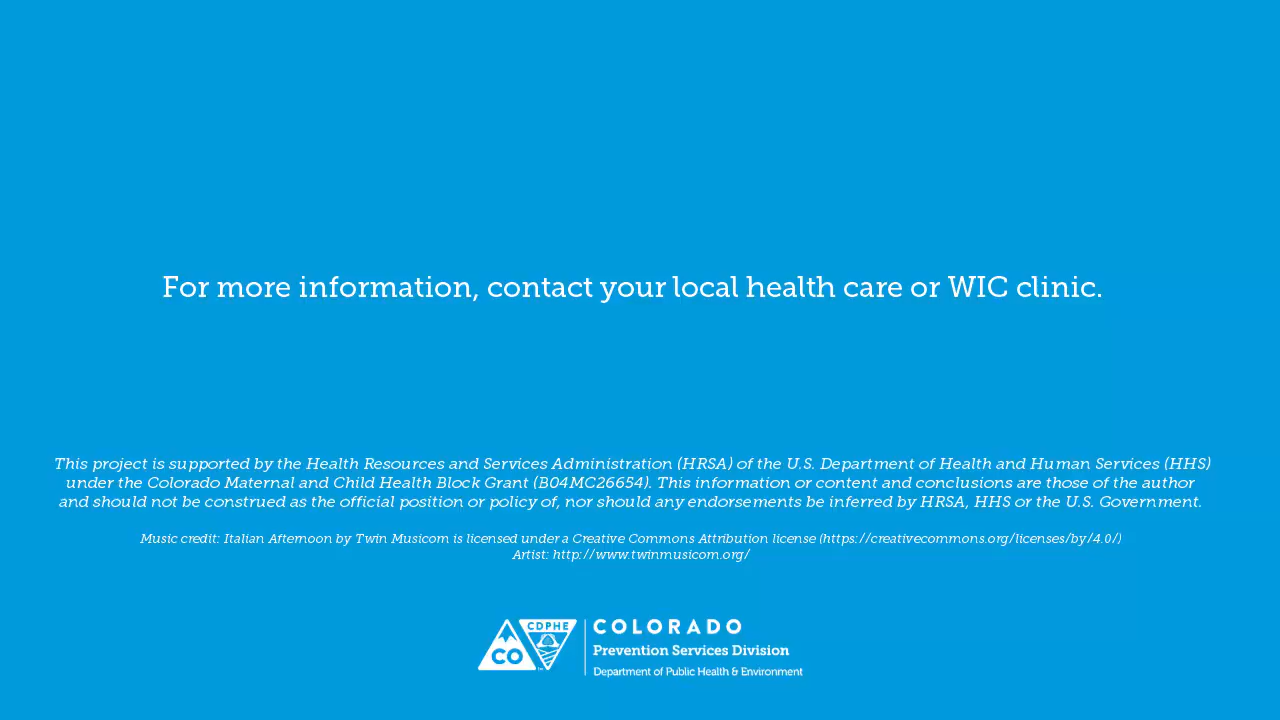 For more information, contact your local health care or WIC clinic.
This project is supported by the Health Resources and Services Administration (HRSA) of the U.S. Department of Health and Human Services (HHS)
under the Colorado Maternal and Child Health Block Grant (B04MC26654). This information or content and conclusions are those of the author
and should not be construed as the official position or policy of, nor should any endorsements be inferred by HRSA, HHS or the U.S. Government.
Music credit: Italian Afternoon by Twin Musicom is licensed under a Creative Commons Attribution license (https://creativecommons.org/licenses/by/4.0/)
Artist: http://www.twinmusicom.org/
CDPHE
CO
TM
COLORADO
Prevention Services Division
Department of Public Health & Environment